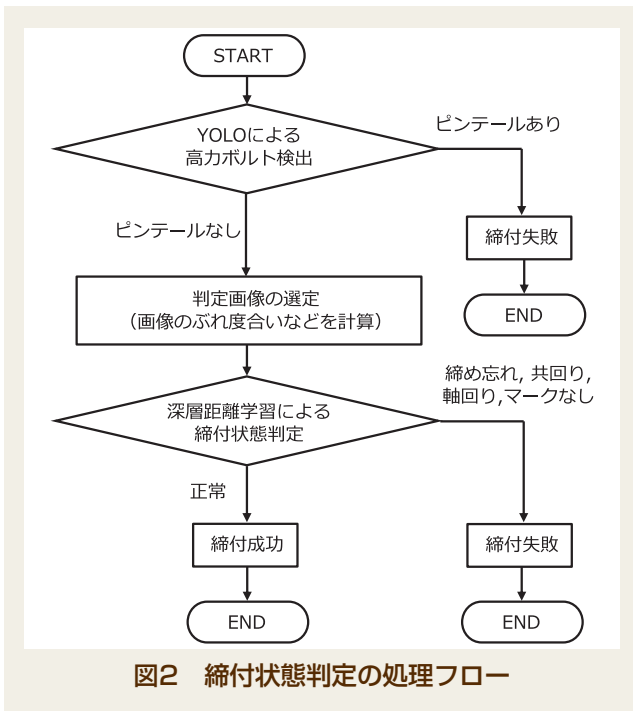 START
YOLOによる
高力ボルト検出
ピンテールあり
ピンテールなし
締付失敗
END
判定画像の選定
（画像のぶれ度合いなどを計算）
締め忘れ, 共回り,
軸回り,マークなし
深層距離学習による
締付状態判定
正常
締付成功
締付失敗
END
END
図2　締付状態判定の処理フロー